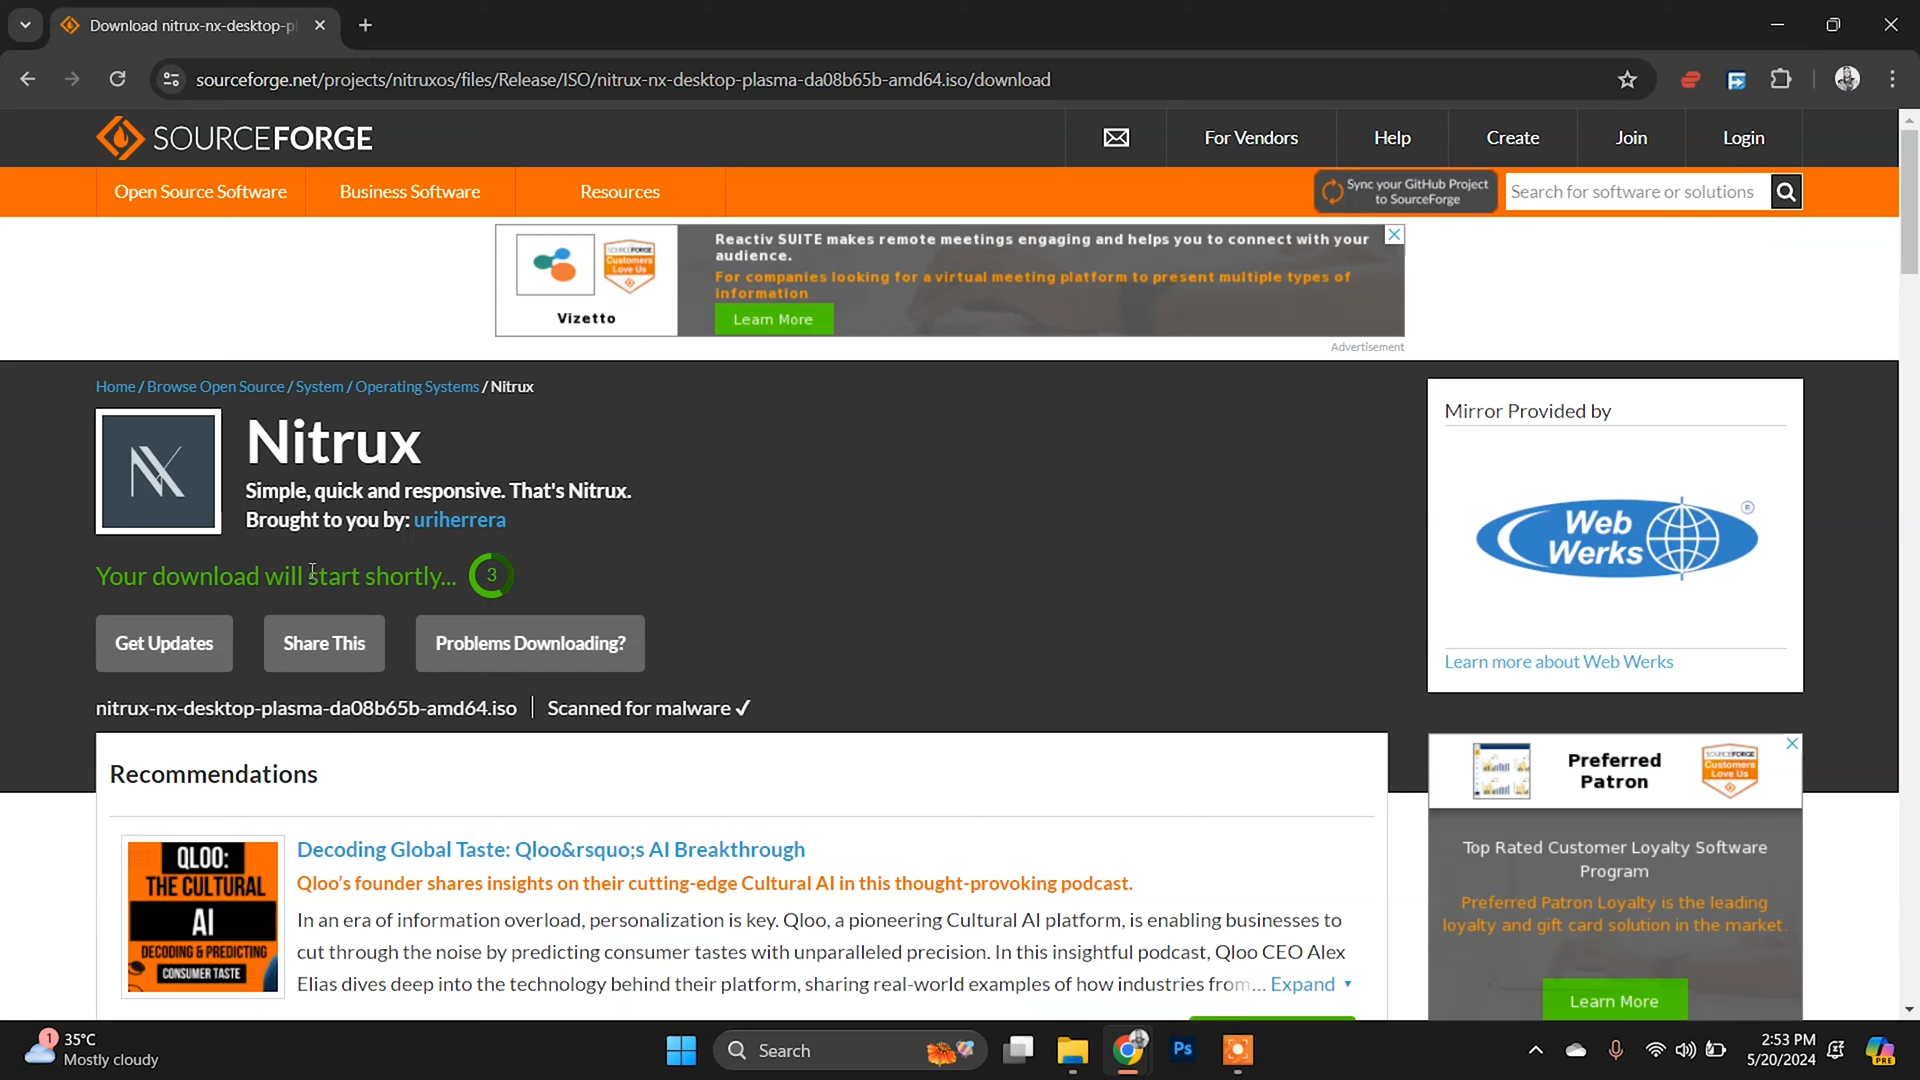 Download nitrux-nx-desktop-pl
sourceforge.net/projects/nitruxos/files/Release/ISO/nitrux-nx-desktop-plasma-da08b65b-amd64.iso/download
SOURCEFORGE
For Vendors
Help
Create
Join
Login
Open Source Software
Business Software
Resources
Sync your GitHub Project
to SourceForge
Search for software or solutions
SOURCEFORGE
Customers
Love Us
Vizetto
Reactiv SUITE makes remote meetings engaging and helps you to connect with your
audience.
For companies looking for a virtual meeting platform to present multiple types of
information
Learn More
Advertisement
Home / Browse Open Source / System / Operating Systems / Nitrux
Nitrux
Simple, quick and responsive. That's Nitrux.
Brought to you by: uriherrera
Your download will start shortly... 3
Get Updates
Share This
Problems Downloading?
nitrux-nx-desktop-plasma-da08b65b-amd64.iso
Scanned for malware ✓
Mirror Provided by
Web
Werks
®
Learn more about Web Werks
Recommendations
QLOO:
THE CULTURAL
AI
DECODING & PREDICTING
CONSUMER TASTE
Decoding Global Taste: Qloo&rsquo;s AI Breakthrough
Qloo’s founder shares insights on their cutting-edge Cultural AI in this thought-provoking podcast.
In an era of information overload, personalization is key. Qloo, a pioneering Cultural AI platform, is enabling businesses to
cut through the noise by predicting consumer tastes with unparalleled precision. In this insightful podcast, Qloo CEO Alex
Elias dives deep into the technology behind their platform, sharing real-world examples of how industries from... Expand
Preferred
Patron
SOURCEFORGE
Customers
Love Us
Top Rated Customer Loyalty Software
Program
Preferred Patron Loyalty is the leading
loyalty and gift card solution in the market.
Learn More
1
35°C
Mostly cloudy
Search
Ps
2:53 PM
5/20/2024
PRE